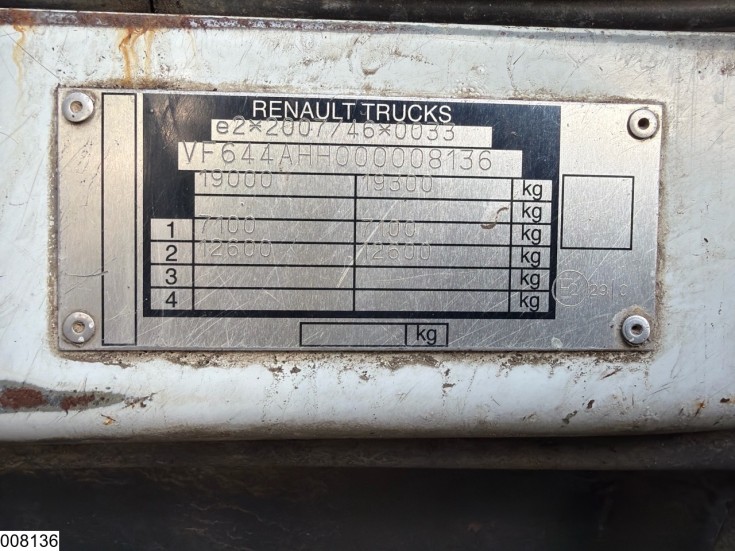 RENAULT TRUCKS
e2*2007/46*0033
VF644AHH000008136
19000 19300 kg
kg
1 7100 7100 kg
2 12600 12600 kg
3 kg
4 kg
kg
008136